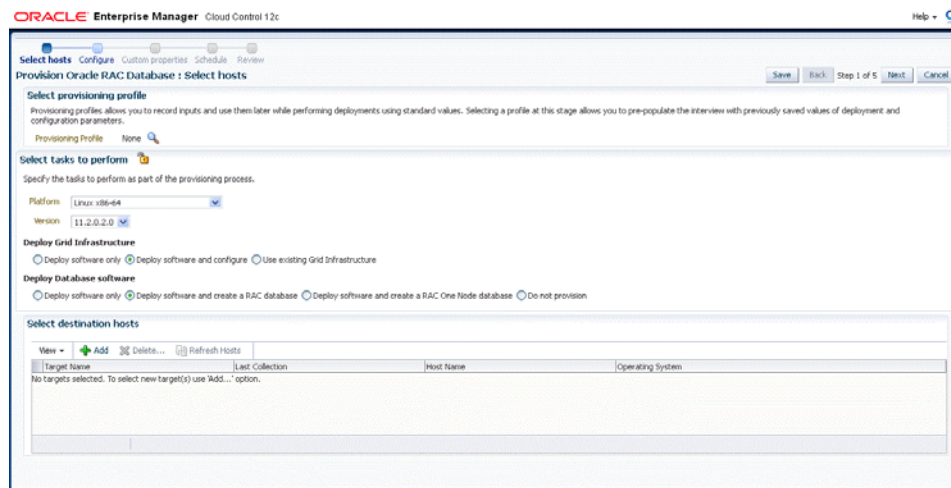 ORACLE Enterprise Manager Cloud Control 12c
Help
Select hosts Configure Custom properties Schedule Review
Provision Oracle RAC Database : Select hosts
Save Back Step 1 of 5 Next Cancel
Select provisioning profile
Provisioning profiles allows you to record inputs and use them later while performing deployments using standard values. Selecting a profile at this stage allows you to pre-populate the interview with previously saved values of deployment and
configuration parameters.
Provisioning Profile None
Select tasks to perform
Specify the tasks to perform as part of the provisioning process.
Platform Linux x86-64
Version 11.2.0.2.0
Deploy Grid Infrastructure
Deploy software only Deploy software and configure Use existing Grid Infrastructure
Deploy Database software
Deploy software only Deploy software and create a RAC database Deploy software and create a RAC One Node database Do not provision
Select destination hosts
View Add Delete... Refresh Hosts
Target Name Last Collection Host Name Operating System
No targets selected. To select new target(s) use 'Add...' option.